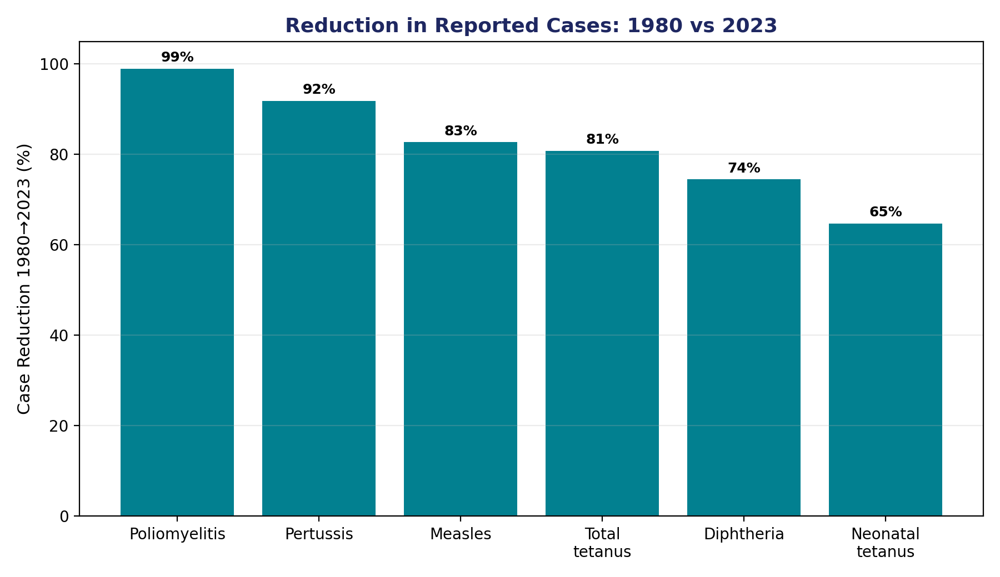 Reduction in Reported Cases: 1980 vs 2023
Case Reduction 1980→2023 (%)
100
80
60
40
20
0
99%
92%
83%
81%
74%
65%
Poliomyelitis
Pertussis
Measles
Total
tetanus
Diphtheria
Neonatal
tetanus